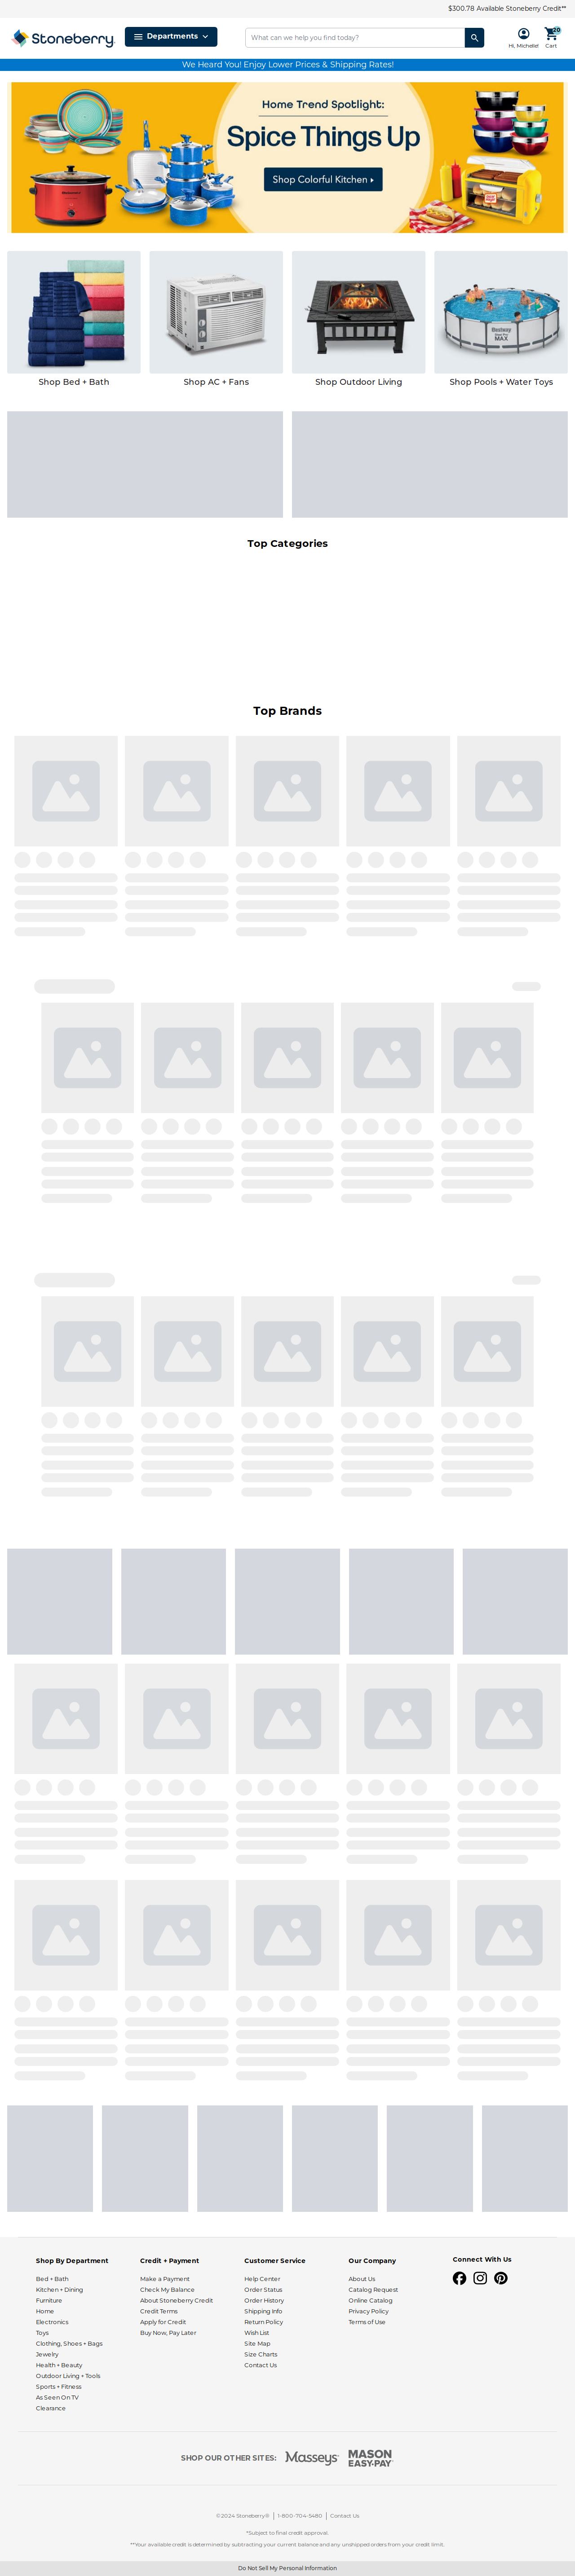 $300.78 Available Stoneberry Credit**
Stoneberry.
Departments
What can we help you find today?
20
Hi, Michelle!
Cart
We Heard You! Enjoy Lower Prices & Shipping Rates!
Home Trend Spotlight:
Spice Things Up
Shop Colorful Kitchen
Bestway
MAX
Shop Bed + Bath
Shop AC + Fans
Shop Outdoor Living
Shop Pools + Water Toys
Top Categories
Top Brands
Shop By Department
Bed + Bath
Kitchen + Dining
Furniture
Home
Electronics
Toys
Clothing, Shoes + Bags
Jewelry
Health + Beauty
Outdoor Living + Tools
Sports + Fitness
As Seen On TV
Clearance
Credit + Payment
Make a Payment
Check My Balance
About Stoneberry Credit
Credit Terms
Apply for Credit
Buy Now, Pay Later
Customer Service
Help Center
Order Status
Order History
Shipping Info
Return Policy
Wish List
Site Map
Size Charts
Contact Us
Our Company
About Us
Catalog Request
Online Catalog
Privacy Policy
Terms of Use
Connect With Us
SHOP OUR OTHER SITES:
Masseys
MASON
EASY•PAY
©2024 Stoneberry® | 1-800-704-5480 | Contact Us
*Subject to final credit approval.
**Your available credit is determined by subtracting your current balance and any unshipped orders from your credit limit.
Do Not Sell My Personal Information